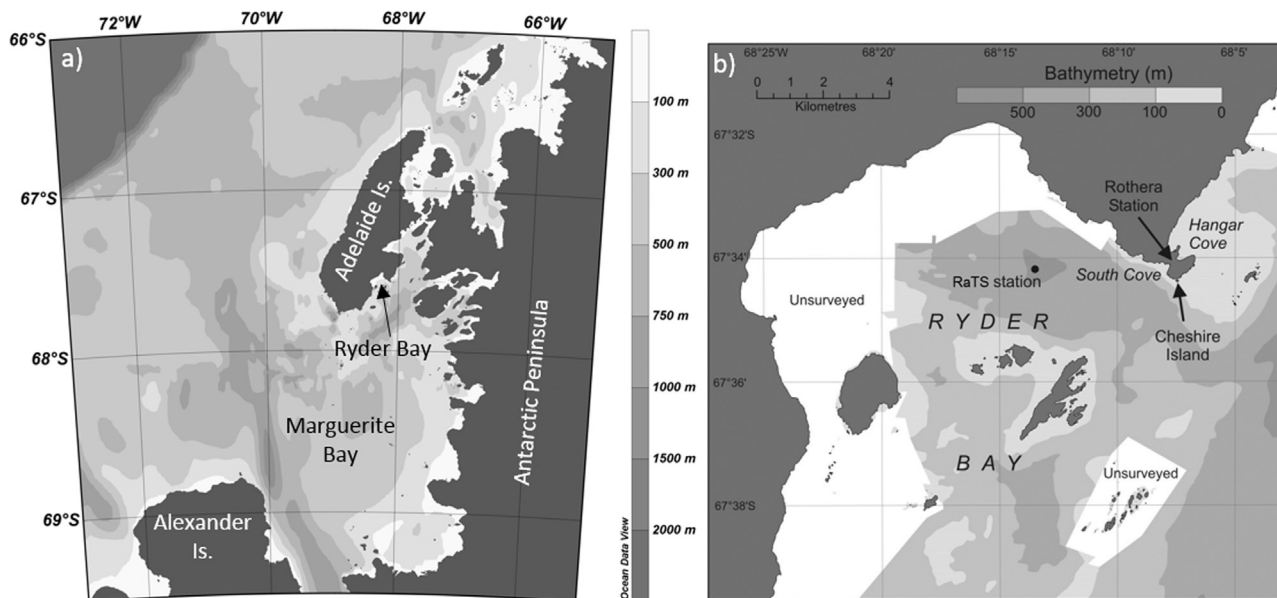 72°W
70°W
68°W
66°W
66°S
67°S
68°S
69°S
a)
Adelaide Is.
Ryder Bay
Marguerite
Bay
Antarctic Peninsula
Alexander
Is.
100 m
300 m
500 m
750 m
1000 m
1500 m
2000 m
Ocean Data View
b)
68°25'W
68°20'
68°15'
68°10'
68°5'
0 1 2 4
Kilometres
Bathymetry (m)
500 300 100 0
67°32'S
67°34'
67°36'
67°38'S
Rothera
Station
Hangar
Cove
South Cove
RaTS station
Unsurveyed
RYDER
Cheshire
Island
BAY
Unsurveyed